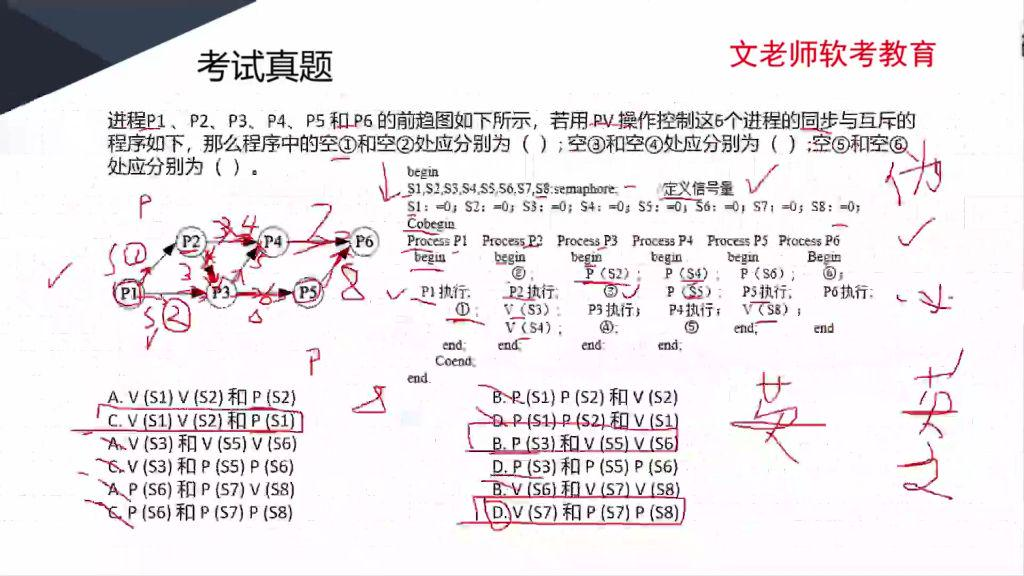 考试真题
文老师软考教育
进程P1 、P2、P3、P4、P5 和 P6 的前趋图如下所示，若用 PV 操作控制这6个进程的同步与互斥的
程序如下，那么程序中的空①和空②处应分别为（ ）; 空③和空④处应分别为（ ）;空⑤和空⑥
处应分别为（ ）。
begin
S1,S2,S3,S4,S5,S6,S7,S8:semaphore; //定义信号量
S1: =0; S2: =0; S3: =0; S4: =0; S5: =0; S6: =0; S7: =0; S8: =0;
Cobegin
Process P1 Process P2 Process P3 Process P4 Process P5 Process P6
begin begin begin begin begin Begin
②; P（S2）; P（S4）; P（S6）; ⑥;
P1执行; P2执行; ③; P（S5）; P5执行; P6执行;
①; V（S3）; P3执行; P4执行; V（S8）;
V（S4）; ④; ⑤ end; end
end; end; end; end;
Coend;
end.
P2 P4 P6
P1 P3 P5
A. V (S1) V (S2) 和 P (S2) B. P (S1) P (S2) 和 V (S2)
C. V (S1) V (S2) 和 P (S1) D. P (S1) P (S2) 和 V (S1)
A. V (S3) 和 V (S5) V (S6) B. P (S3) 和 V (S5) V (S6)
C. V (S3) 和 P (S5) P (S6) D. P (S3) 和 P (S5) P (S6)
A. P (S6) 和 P (S7) V (S8) B. V (S6) 和 V (S7) V (S8)
C. P (S6) 和 P (S7) P (S8) D. V (S7) 和 P (S7) P (S8)